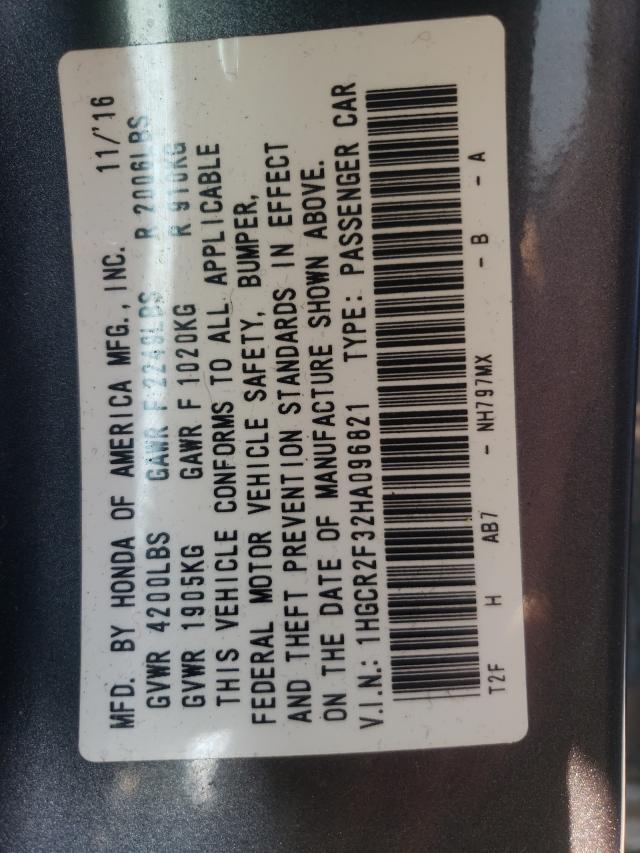 MFD. BY HONDA OF AMERICA MFG., INC. 11/'16
GVWR 4200LBS GAWR F 2249LBS R 2006LBS
GVWR 1905KG GAWR F 1020KG R 910KG
THIS VEHICLE CONFORMS TO ALL APPLICABLE
FEDERAL MOTOR VEHICLE SAFETY, BUMPER,
AND THEFT PREVENTION STANDARDS IN EFFECT
ON THE DATE OF MANUFACTURE SHOWN ABOVE.
V.I.N.: 1HGCR2F32HA096821 TYPE: PASSENGER CAR
T2F H AB7 - NH797MX - B - A